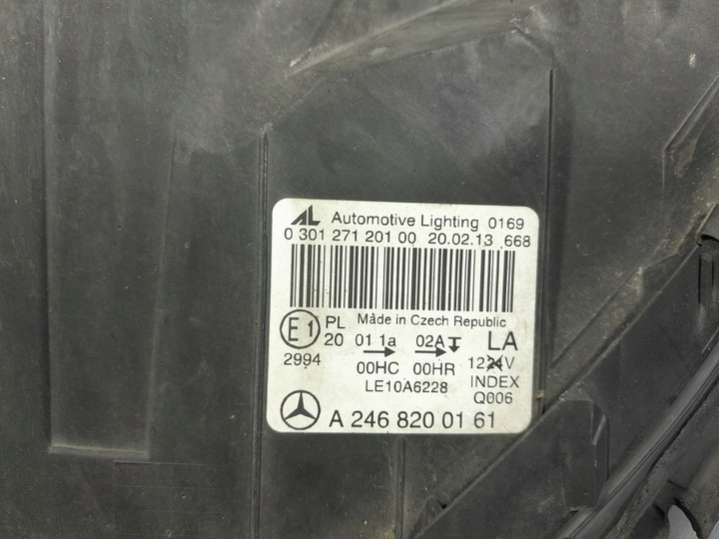 AL Automotive Lighting 0169
0 301 271 201 00 20.02.13 668
Made in Czech Republic
E1 PL 01 1a 02A LA
20
2994 00HC 00HR 1224V
LE10A6228 INDEX
Q006
A 246 820 01 61